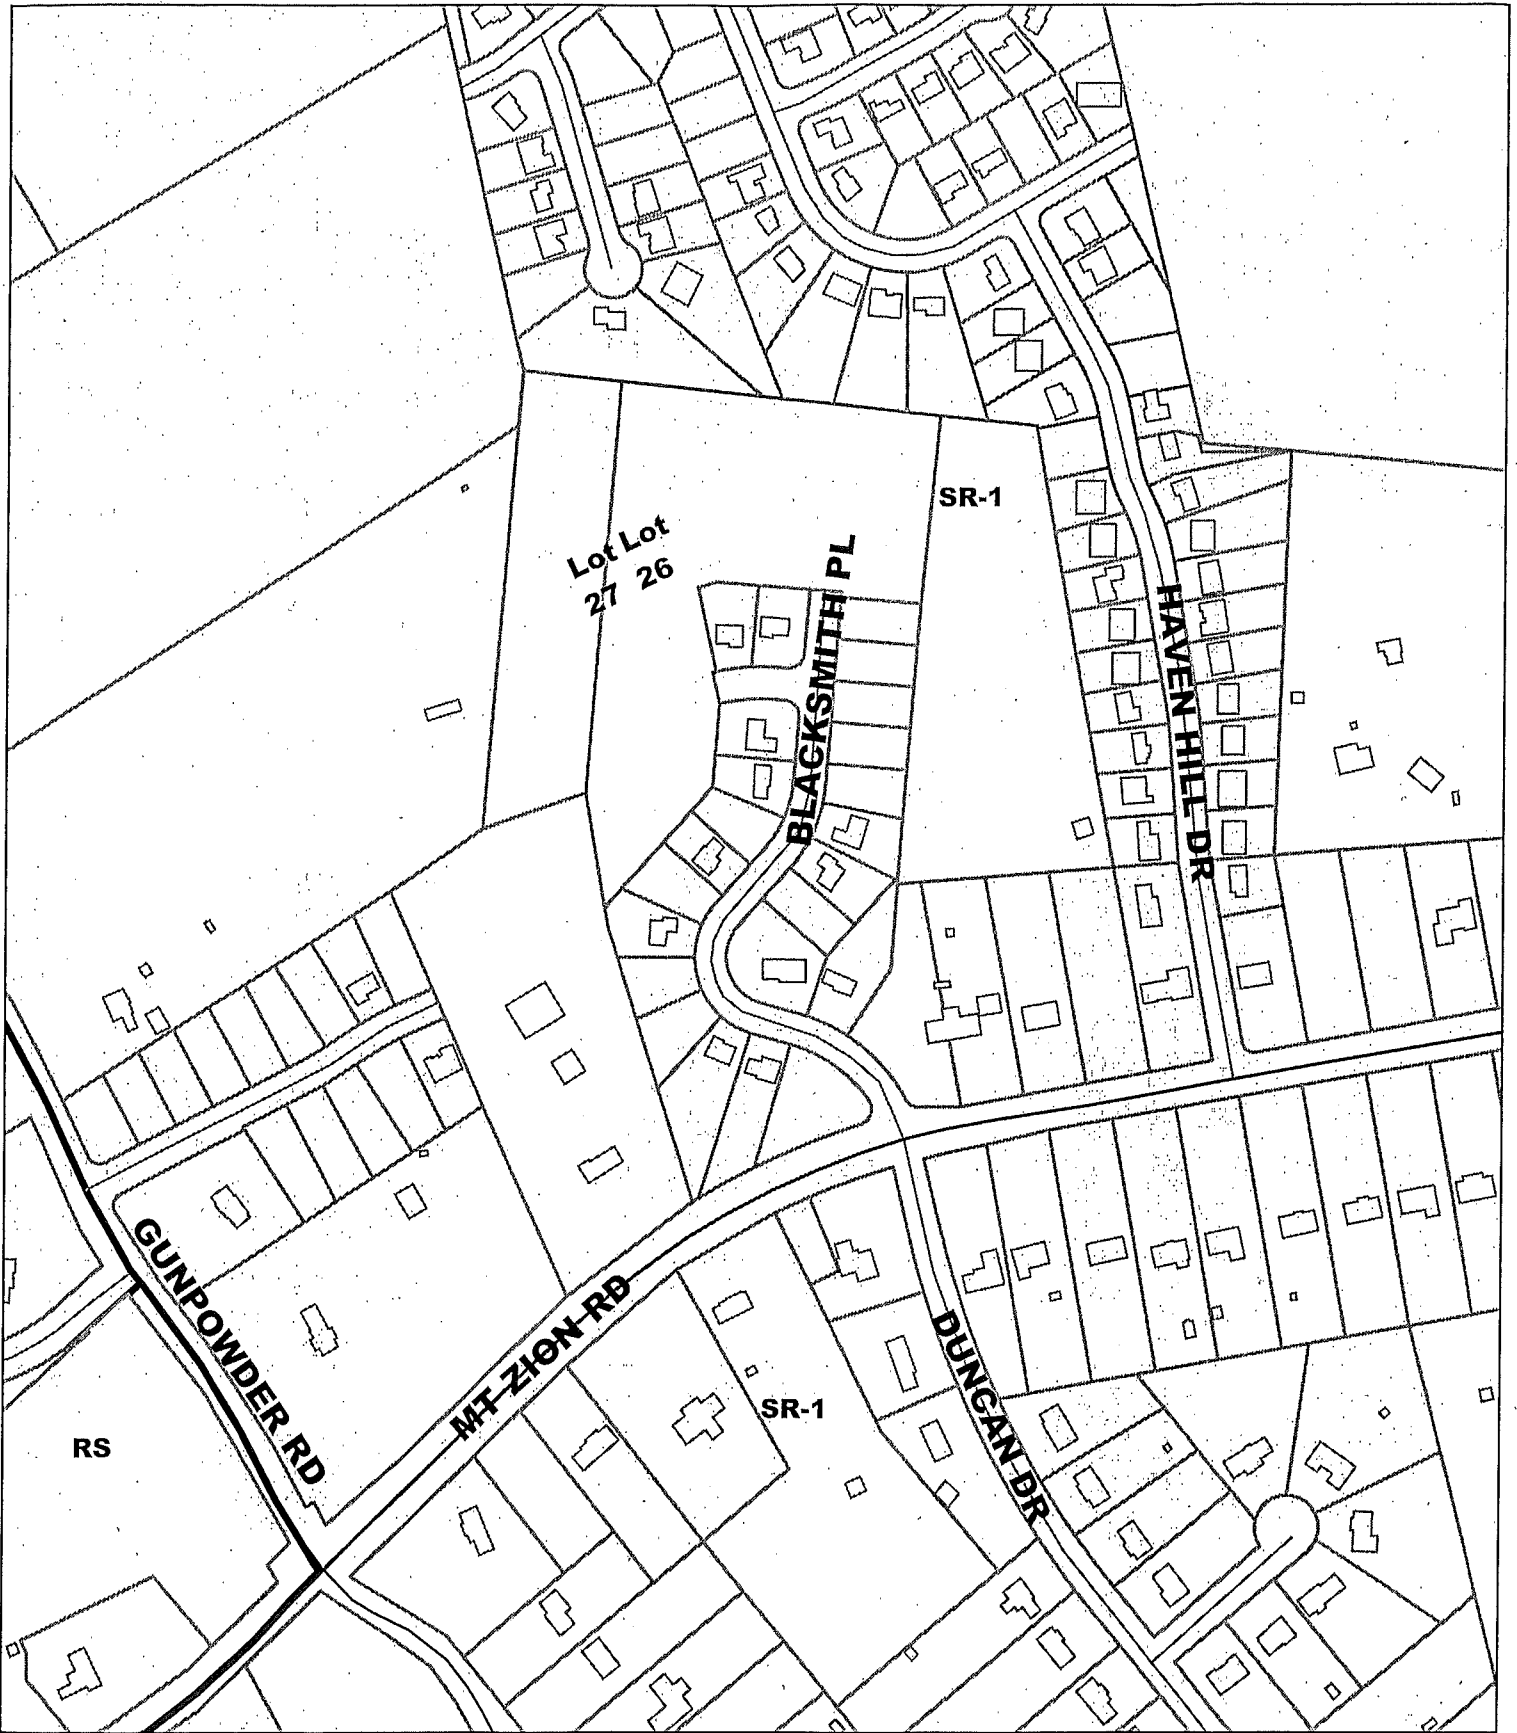 SR-1
Lot Lot
27 26
BLACKSMITH PL
HAVEN HILL DR
GUNPOWDER RD
MT ZION RD
DUNGAN DR
SR-1
RS